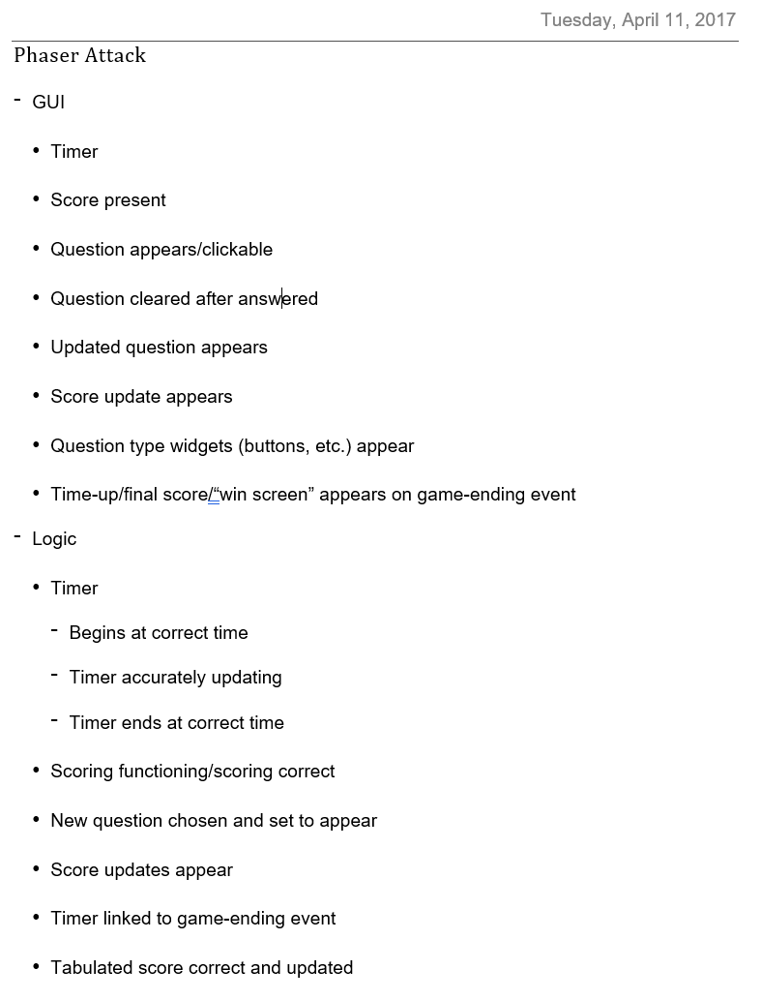 Tuesday, April 11, 2017
Phaser Attack
- GUI
• Timer
• Score present
• Question appears/clickable
• Question cleared after answered
• Updated question appears
• Score update appears
• Question type widgets (buttons, etc.) appear
• Time-up/final score/“win screen” appears on game-ending event
- Logic
• Timer
- Begins at correct time
- Timer accurately updating
- Timer ends at correct time
• Scoring functioning/scoring correct
• New question chosen and set to appear
• Score updates appear
• Timer linked to game-ending event
• Tabulated score correct and updated